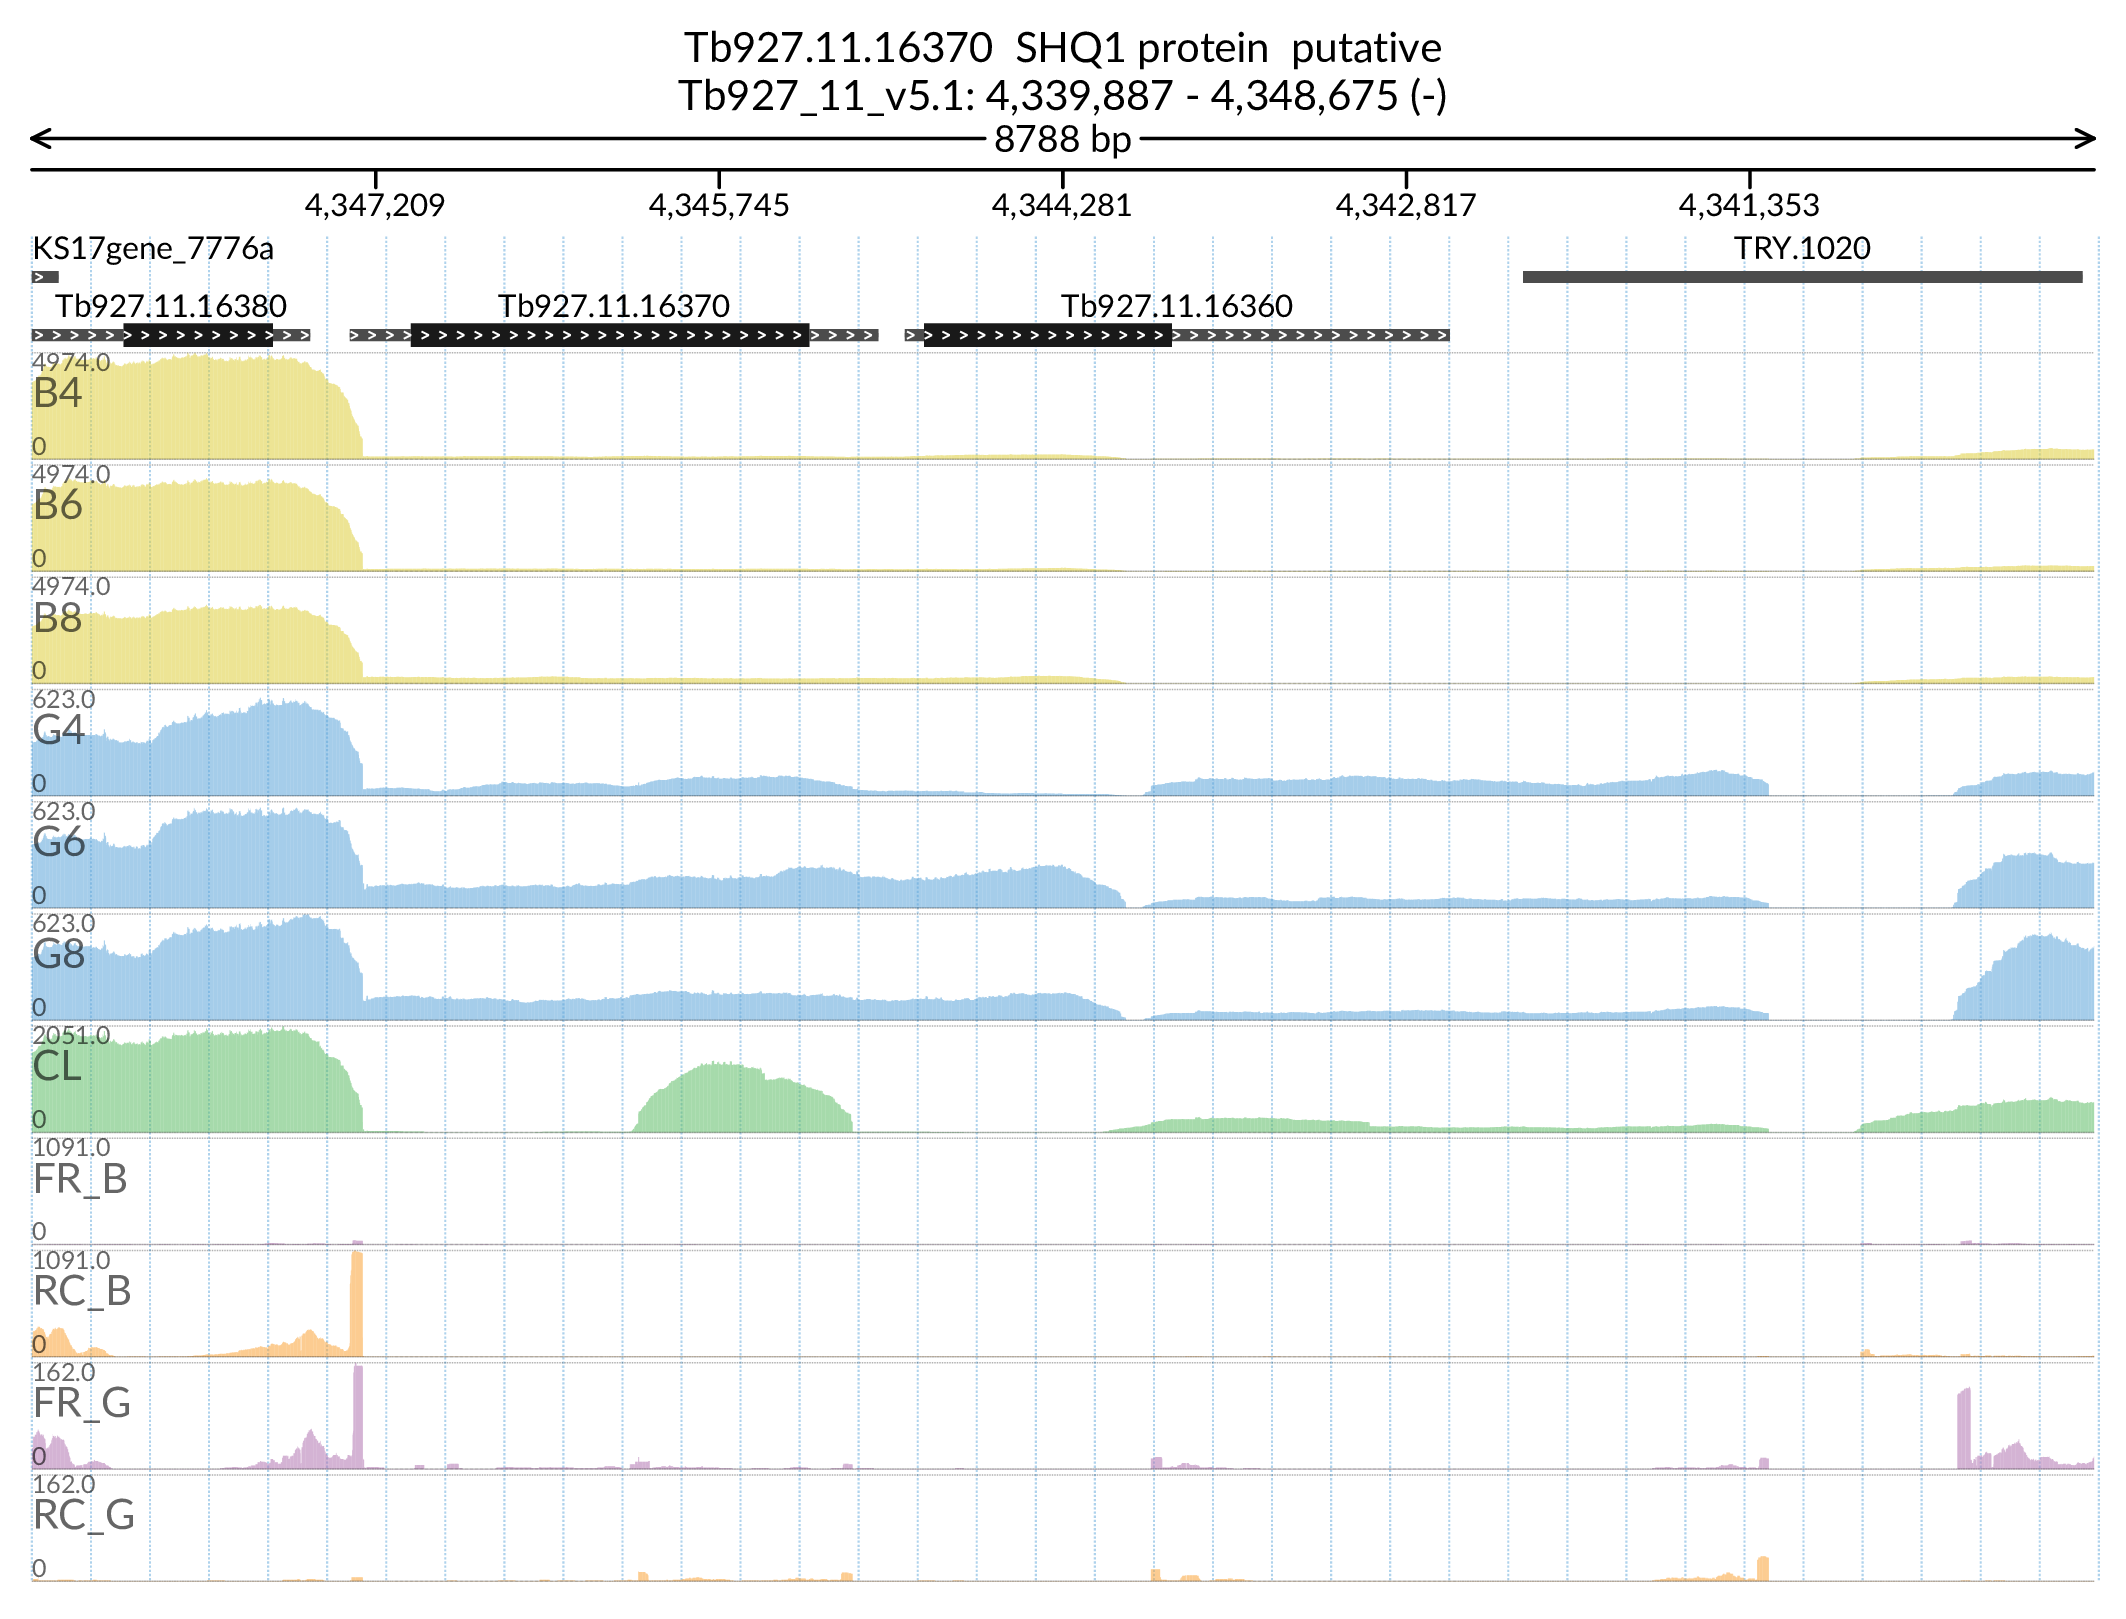 Tb927.11.16370 SHQ1 protein putative
Tb927_11_v5.1: 4,339,887 - 4,348,675 (-)
8788 bp
4,347,209 4,345,745 4,344,281 4,342,817 4,341,353
KS17gene_7776a TRY.1020
Tb927.11.16380 Tb927.11.16370 Tb927.11.16360
4974.0
B4
0
4974.0
B6
0
4974.0
B8
0
623.0
G4
0
623.0
G6
0
623.0
G8
0
2051.0
CL
0
1091.0
FR_B
0
1091.0
RC_B
0
162.0
FR_G
0
162.0
RC_G
0